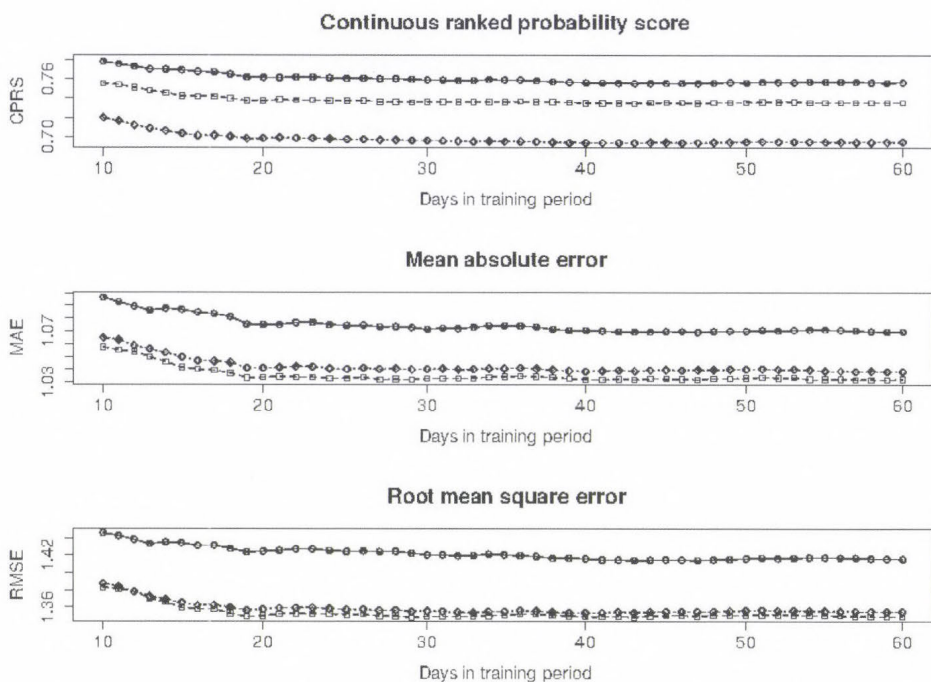 Continuous ranked probability score
CPRS
0.70 0.76
10 20 30 40 50 60
Days in training period
Mean absolute error
MAE
1.03 1.07
10 20 30 40 50 60
Days in training period
Root mean square error
RMSE
1.36 1.42
10 20 30 40 50 60
Days in training period